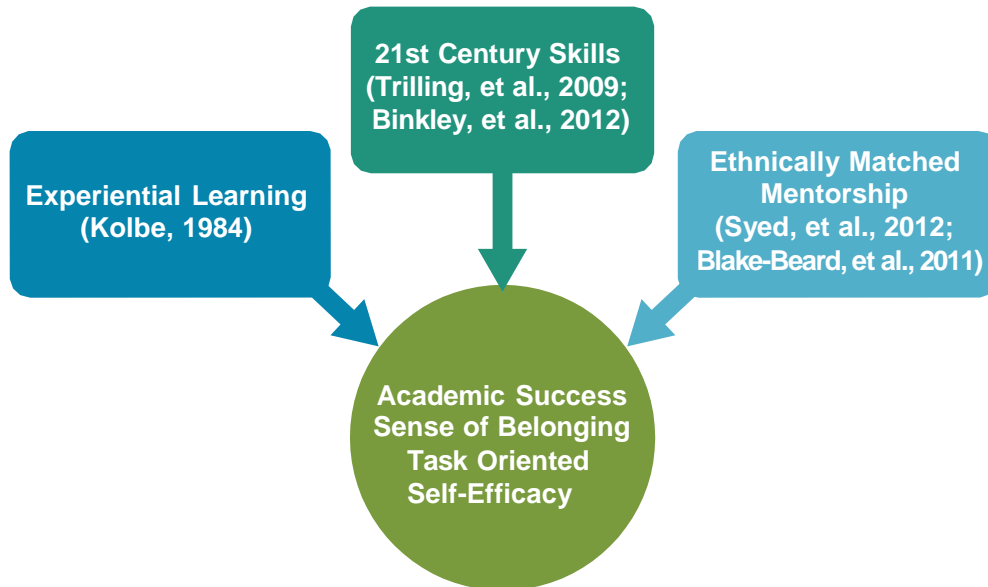 21st Century Skills
(Trilling, et al., 2009;
Binkley, et al., 2012)
Experiential Learning
(Kolbe, 1984)
Ethnically Matched
Mentorship
(Syed, et al., 2012;
Blake-Beard, et al., 2011)
Academic Success
Sense of Belonging
Task Oriented
Self-Efficacy